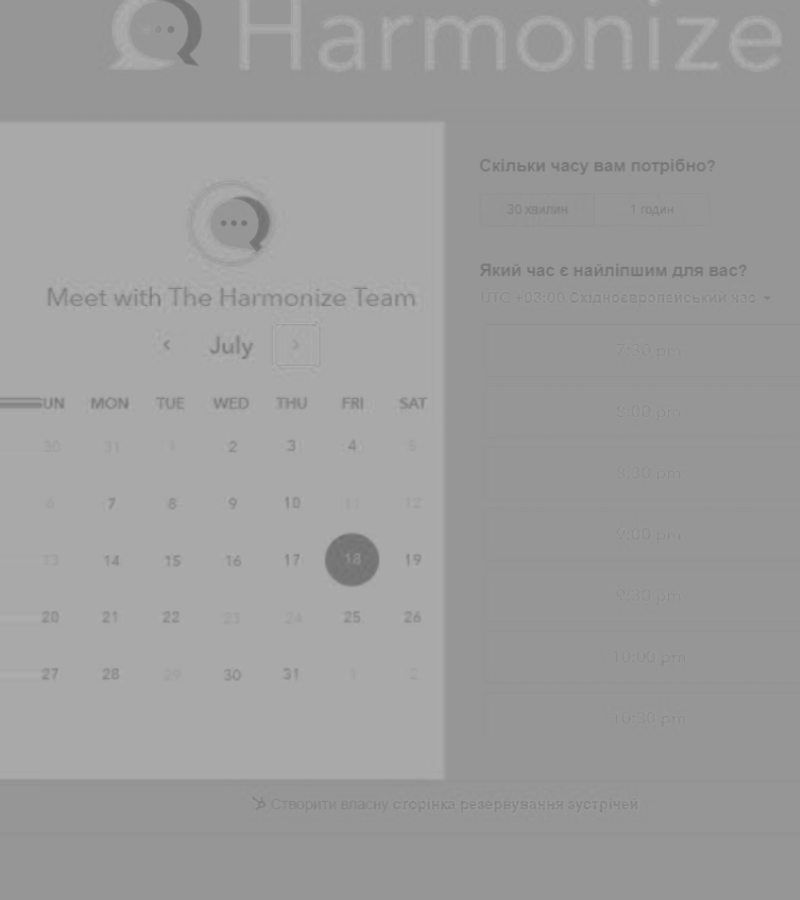 Harmonize
Meet with The Harmonize Team
July
UN MON TUE WED THU FRI SAT
30 31 1 2 3 4 5
6 7 8 9 10 11 12
13 14 15 16 17 18 19
20 21 22 23 24 25 26
27 28 29 30 31 1 2
Скільки часу вам потрібно?
30 хвилин 1 годин
Який час є найліпшим для вас?
UTC +03:00 Східноєвропейський час
7:30 pm
8:00 pm
8:30 pm
9:00 pm
9:30 pm
10:00 pm
10:30 pm
Створити власну сторінка резервування зустрічей